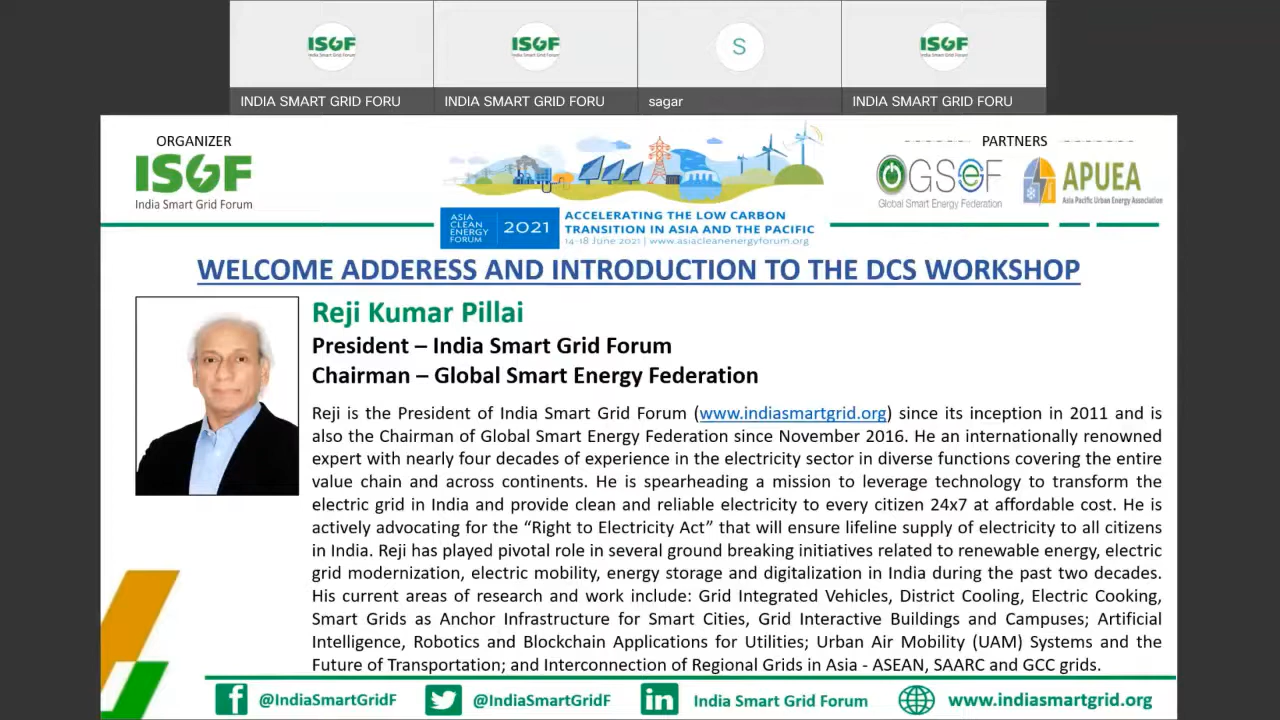 ISGF
India Smart Grid Forum
ISGF
India Smart Grid Forum
S
ISGF
India Smart Grid Forum
INDIA SMART GRID FORU
INDIA SMART GRID FORU
sagar
INDIA SMART GRID FORU
ORGANIZER
ISGF
India Smart Grid Forum
PARTNERS
GSEF
Global Smart Energy Federation
APUEA
Asia Pacific Urban Energy Association
ASIA
CLEAN
ENERGY
FORUM
2021
ACCELERATING THE LOW CARBON
TRANSITION IN ASIA AND THE PACIFIC
14-18 June 2021 | www.asiacleanenergyforum.org
WELCOME ADDERESS AND INTRODUCTION TO THE DCS WORKSHOP
Reji Kumar Pillai
President – India Smart Grid Forum
Chairman – Global Smart Energy Federation
Reji is the President of India Smart Grid Forum (www.indiasmartgrid.org) since its inception in 2011 and is
also the Chairman of Global Smart Energy Federation since November 2016. He an internationally renowned
expert with nearly four decades of experience in the electricity sector in diverse functions covering the entire
value chain and across continents. He is spearheading a mission to leverage technology to transform the
electric grid in India and provide clean and reliable electricity to every citizen 24x7 at affordable cost. He is
actively advocating for the “Right to Electricity Act” that will ensure lifeline supply of electricity to all citizens
in India. Reji has played pivotal role in several ground breaking initiatives related to renewable energy, electric
grid modernization, electric mobility, energy storage and digitalization in India during the past two decades.
His current areas of research and work include: Grid Integrated Vehicles, District Cooling, Electric Cooking,
Smart Grids as Anchor Infrastructure for Smart Cities, Grid Interactive Buildings and Campuses; Artificial
Intelligence, Robotics and Blockchain Applications for Utilities; Urban Air Mobility (UAM) Systems and the
Future of Transportation; and Interconnection of Regional Grids in Asia - ASEAN, SAARC and GCC grids.
@IndiaSmartGridF
@IndiaSmartGridF
India Smart Grid Forum
www.indiasmartgrid.org